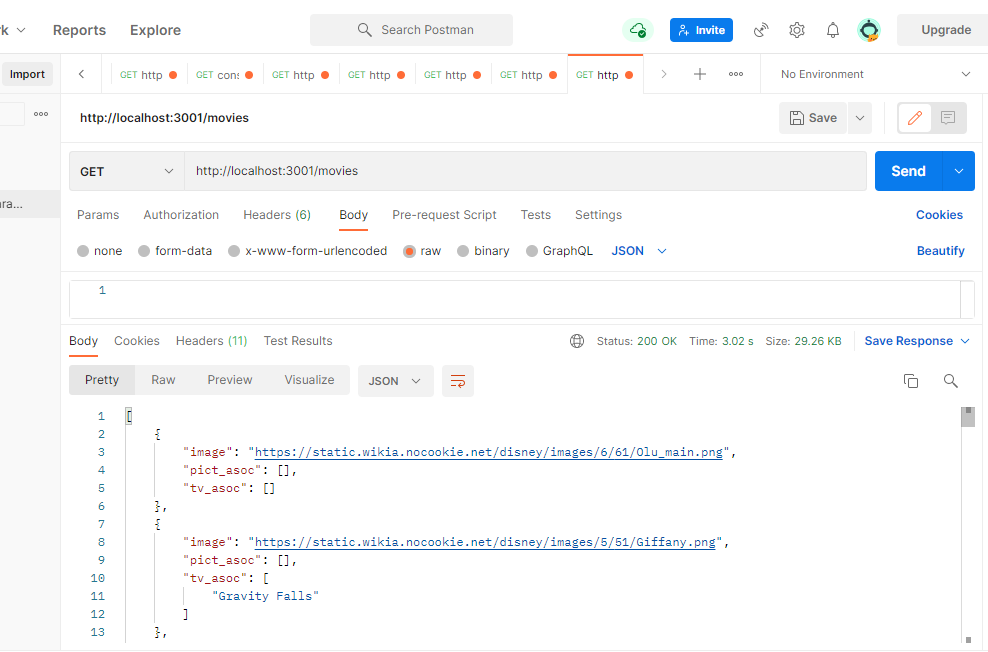 rk Reports Explore Search Postman Invite Upgrade
Import GET http GET cons GET http GET http GET http GET http GET http No Environment
http://localhost:3001/movies Save
GET http://localhost:3001/movies Send
ara...
Params Authorization Headers (6) Body Pre-request Script Tests Settings Cookies
none form-data x-www-form-urlencoded raw binary GraphQL JSON Beautify
1
Body Cookies Headers (11) Test Results Status: 200 OK Time: 3.02 s Size: 29.26 KB Save Response
Pretty Raw Preview Visualize JSON
1 [
2 {
3 "image": "https://static.wikia.nocookie.net/disney/images/6/61/Olu_main.png",
4 "pict_asoc": [],
5 "tv_asoc": []
6 },
7 {
8 "image": "https://static.wikia.nocookie.net/disney/images/5/51/Giffany.png",
9 "pict_asoc": [],
10 "tv_asoc": [
11 "Gravity Falls"
12 ]
13 },